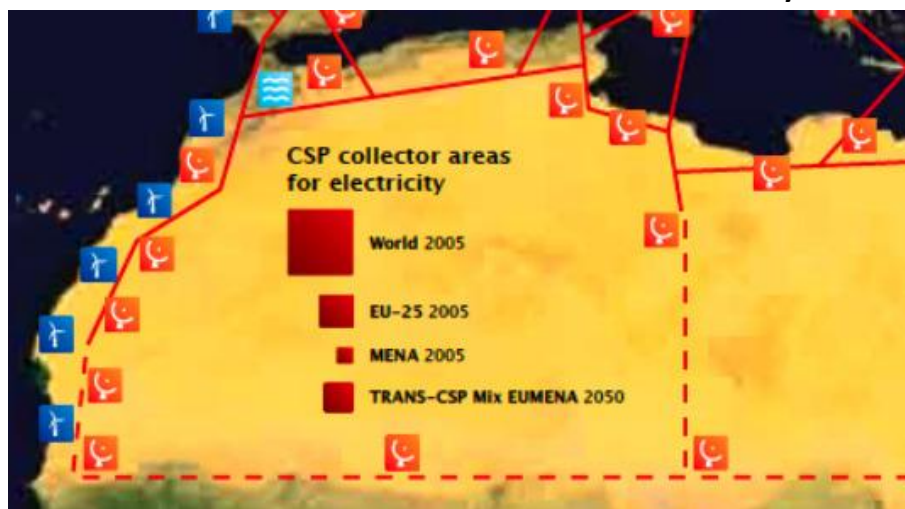 CSP collector areas
for electricity
World 2005
EU-25 2005
MENA 2005
TRANS-CSP Mix EUMENA 2050